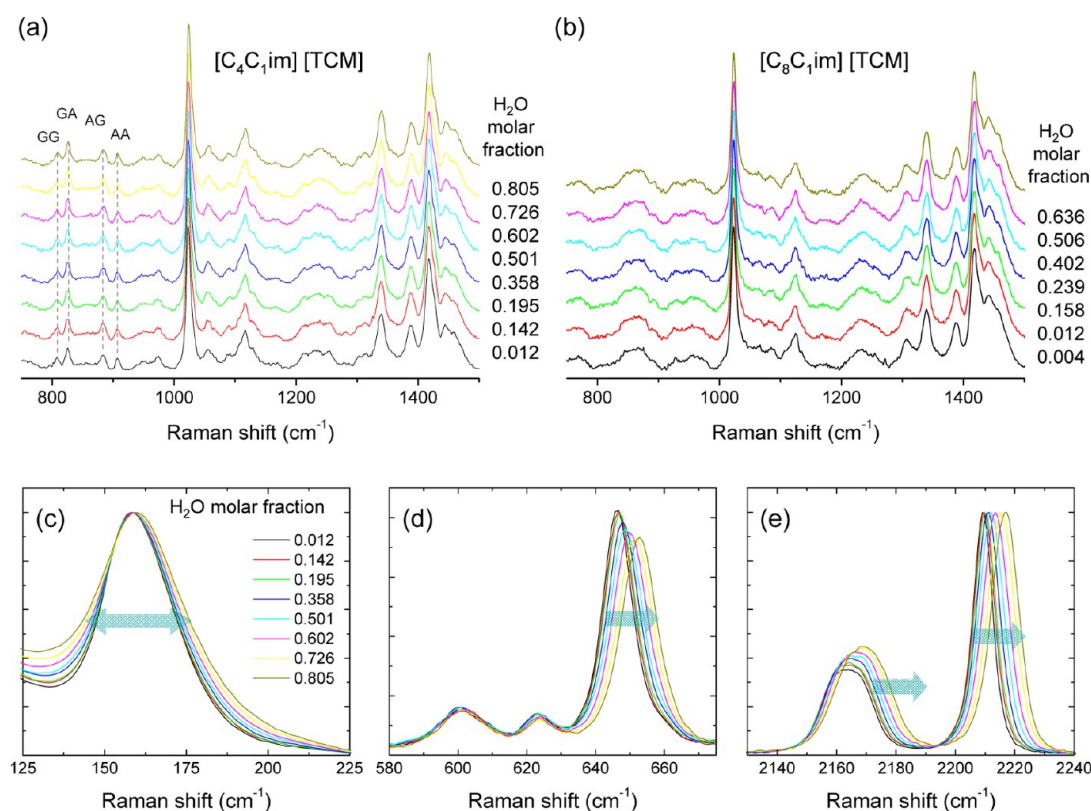 (a)
[C₄C₁im] [TCM]
GG
GA
AG
AA
H₂O
molar
fraction
0.805
0.726
0.602
0.501
0.358
0.195
0.142
0.012
800 1000 1200 1400
Raman shift (cm⁻¹)
(b)
[C₈C₁im] [TCM]
H₂O
molar
fraction
0.636
0.506
0.402
0.239
0.158
0.012
0.004
800 1000 1200 1400
Raman shift (cm⁻¹)
(c)
H₂O molar fraction
0.012
0.142
0.195
0.358
0.501
0.602
0.726
0.805
125 150 175 200 225
Raman shift (cm⁻¹)
(d)
580 600 620 640 660
Raman shift (cm⁻¹)
(e)
2140 2160 2180 2200 2220 2240
Raman shift (cm⁻¹)